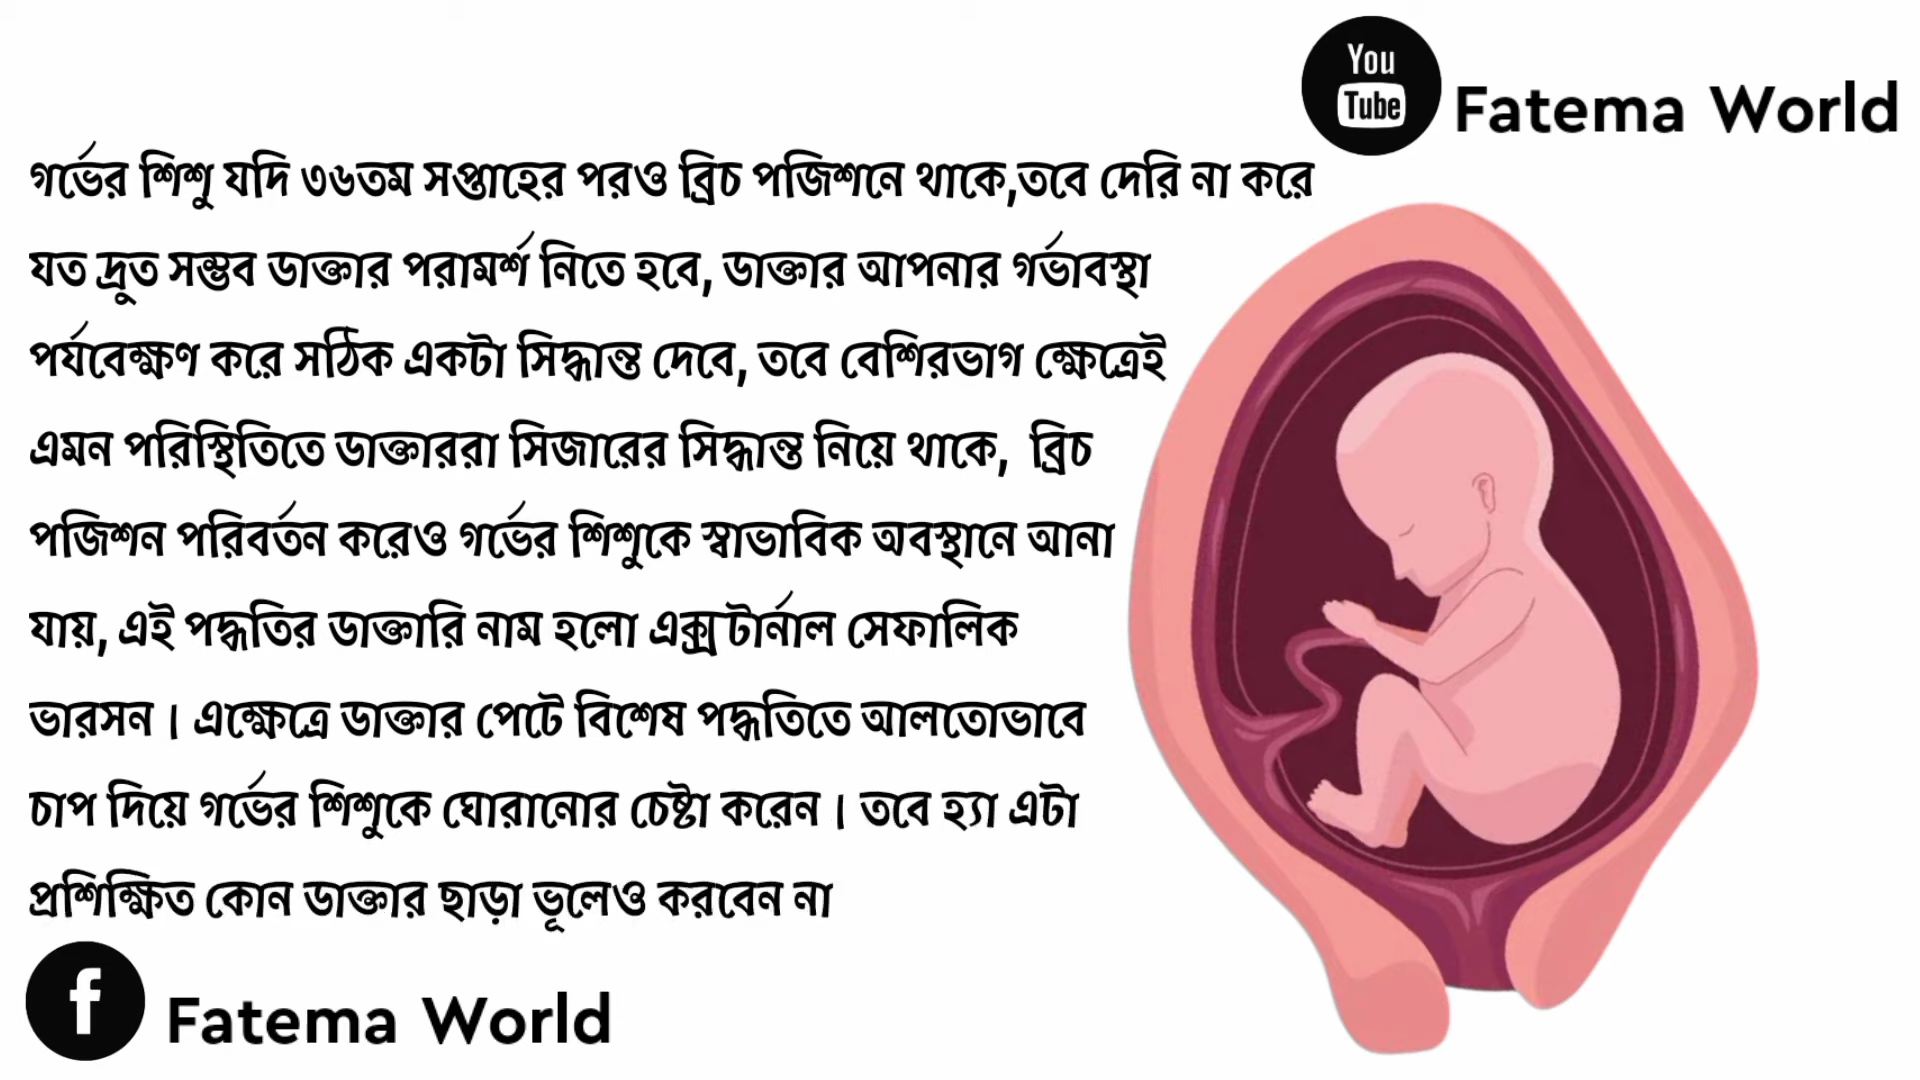 You
Tube
Fatema World
গর্ভের শিশু যদি ৩৬তম সপ্তাহের পরও ব্রিচ পজিশনে থাকে,তবে দেরি না করে
যত দ্রুত সম্ভব ডাক্তার পরামর্শ নিতে হবে, ডাক্তার আপনার গর্ভাবস্থা
পর্যবেক্ষণ করে সঠিক একটা সিদ্ধান্ত দেবে, তবে বেশিরভাগ ক্ষেত্রেই
এমন পরিস্থিতিতে ডাক্তাররা সিজারের সিদ্ধান্ত নিয়ে থাকে, ব্রিচ
পজিশন পরিবর্তন করেও গর্ভের শিশুকে স্বাভাবিক অবস্থানে আনা
যায়, এই পদ্ধতির ডাক্তারি নাম হলো এক্সটার্নাল সেফালিক
ভারসন। এক্ষেত্রে ডাক্তার পেটে বিশেষ পদ্ধতিতে আলতোভাবে
চাপ দিয়ে গর্ভের শিশুকে ঘোরানোর চেষ্টা করেন। তবে হ্যা এটা
প্রশিক্ষিত কোন ডাক্তার ছাড়া ভূলেও করবেন না
f Fatema World